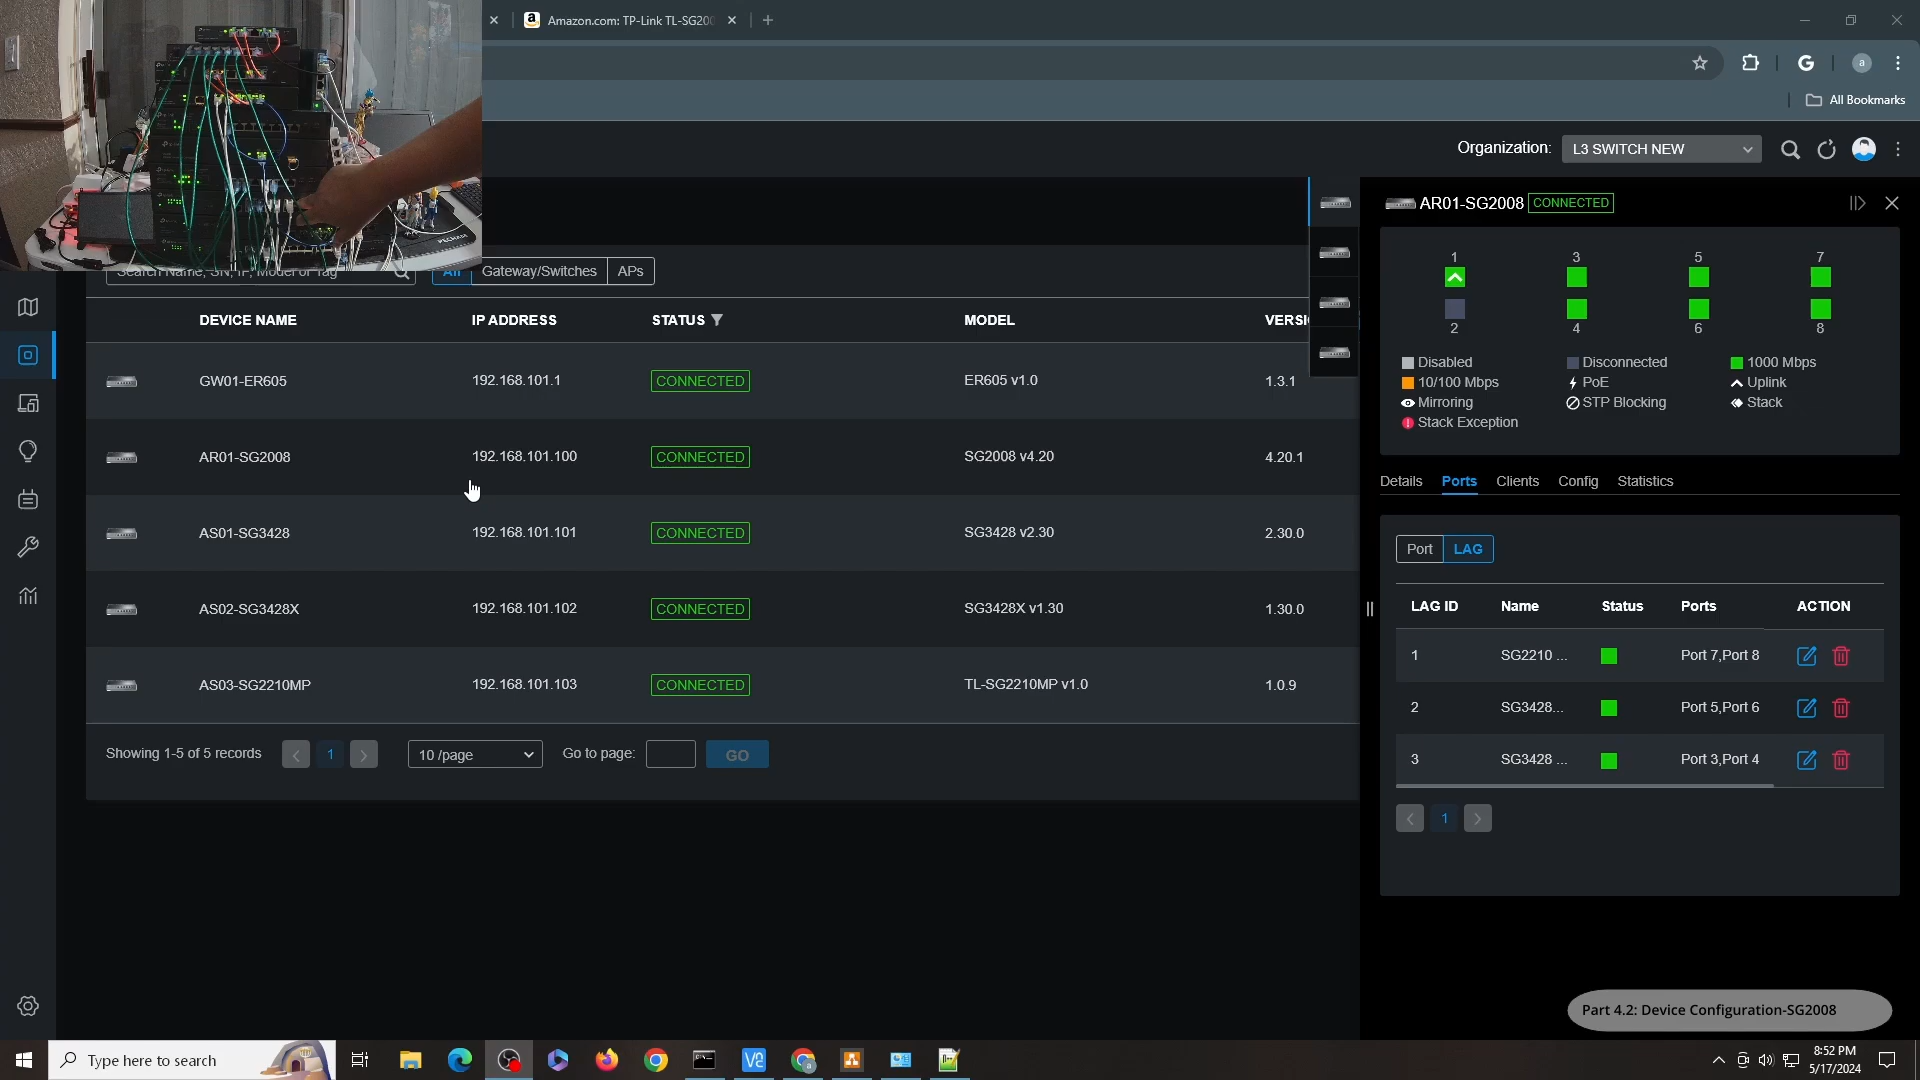 Amazon.com: TP-Link TL-SG200
All Bookmarks
Organization:
L3 SWITCH NEW
Search Name, SN, IP, Model or Tag
All
Gateway/Switches
APs
DEVICE NAME
IP ADDRESS
STATUS
MODEL
VERSI
GW01-ER605
192.168.101.1
CONNECTED
ER605 v1.0
1.3.1
AR01-SG2008
192.168.101.100
CONNECTED
SG2008 v4.20
4.20.1
AS01-SG3428
192.168.101.101
CONNECTED
SG3428 v2.30
2.30.0
AS02-SG3428X
192.168.101.102
CONNECTED
SG3428X v1.30
1.30.0
AS03-SG2210MP
192.168.101.103
CONNECTED
TL-SG2210MP v1.0
1.0.9
Showing 1-5 of 5 records
1
10 /page
Go to page:
GO
AR01-SG2008
CONNECTED
1
3
5
7
2
4
6
8
Disabled
Disconnected
1000 Mbps
10/100 Mbps
PoE
Uplink
Mirroring
STP Blocking
Stack
Stack Exception
Details
Ports
Clients
Config
Statistics
Port
LAG
LAG ID
Name
Status
Ports
ACTION
1
SG2210 ...
Port 7,Port 8
2
SG3428...
Port 5,Port 6
3
SG3428 ...
Port 3,Port 4
1
Part 4.2: Device Configuration-SG2008
Type here to search
8:52 PM
5/17/2024